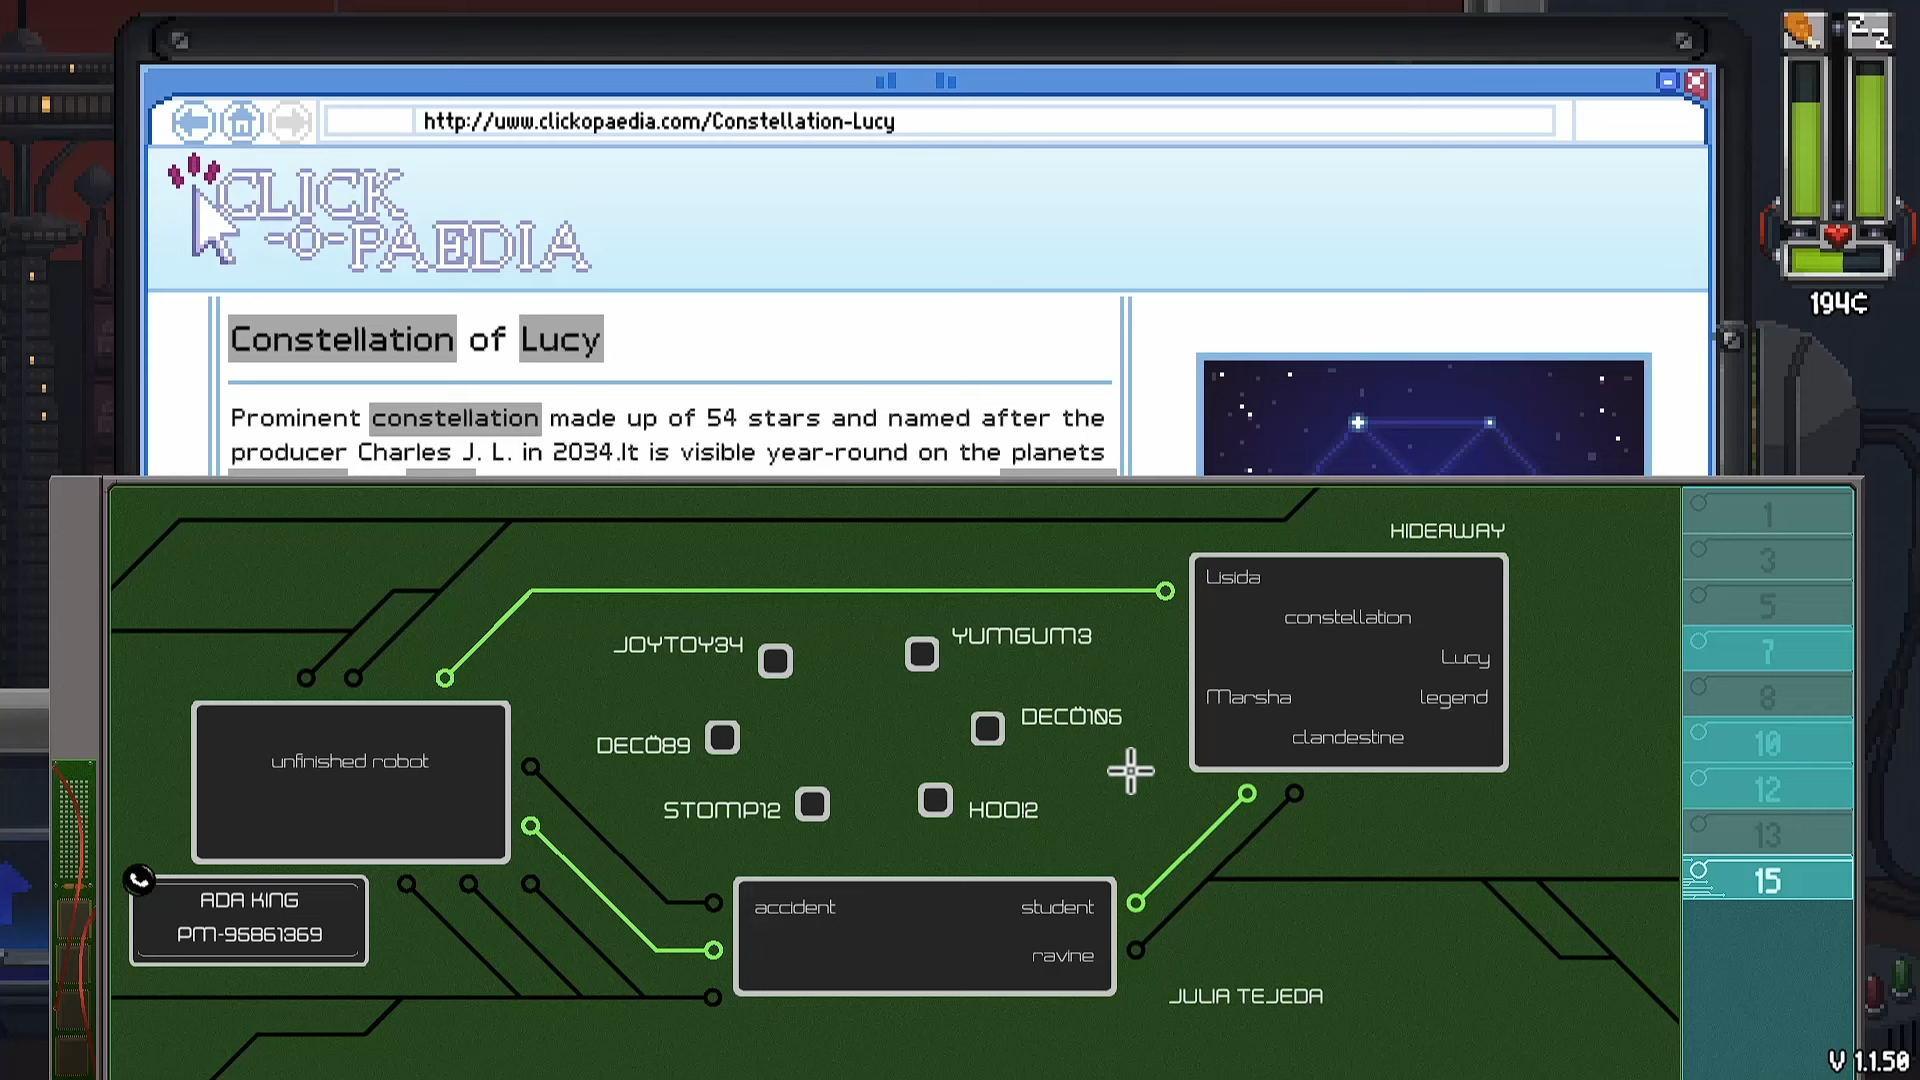 http://uww.clickopaedia.com/Constellation-Lucy
CLICK
-O-PAEDIA
194¢
Constellation of Lucy
Prominent constellation made up of 54 stars and named after the
producer Charles J. L. in 2034.It is visible year-round on the planets
HIDEAWAY
Lisida
constellation
Lucy
Marsha
legend
clandestine
JOYTOY34
YUMGUM3
DECÖ89
DECÖ105
STOMP12
HOOI2
unfinished robot
ADA KING
PM-95861369
accident
student
ravine
JULIA TEJEDA
1
3
5
7
8
10
12
13
15
V 1.1.50